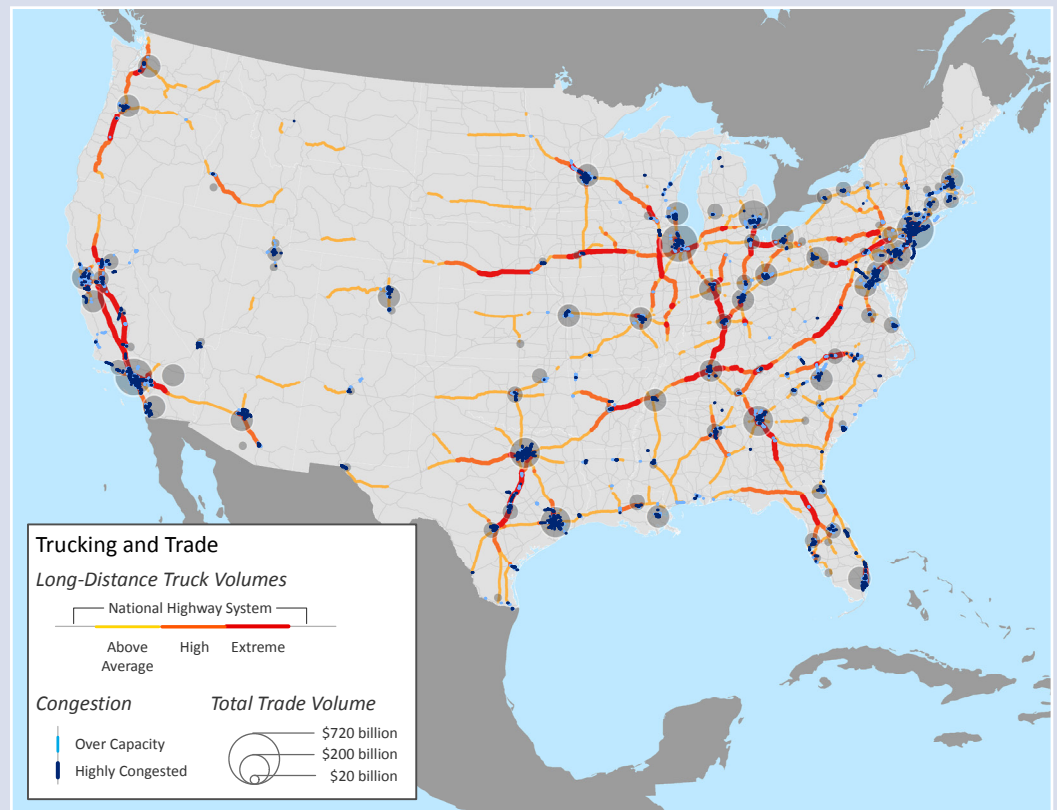 Trucking and Trade
Long-Distance Truck Volumes
National Highway System
Above
Average
High
Extreme
Congestion
Over Capacity
Highly Congested
Total Trade Volume
$720 billion
$200 billion
$20 billion